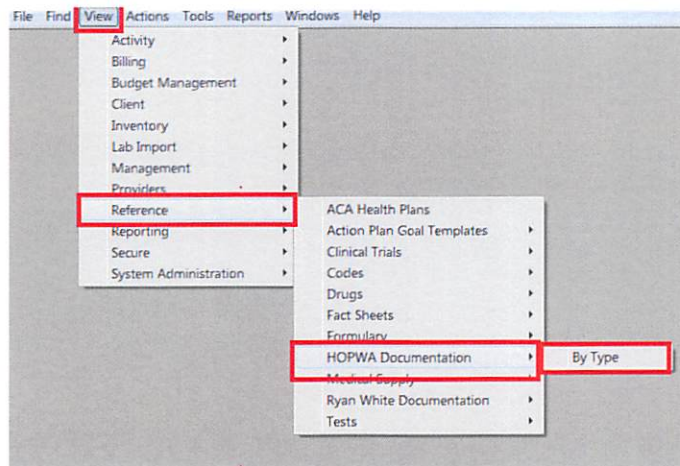 File Find View Actions Tools Reports Windows Help
Activity
Billing
Budget Management
Client
Inventory
Lab Import
Management
Providers
Reference
Reporting
Secure
System Administration
ACA Health Plans
Action Plan Goal Templates
Clinical Trials
Codes
Drugs
Fact Sheets
Formulary
HOPWA Documentation
Medical Supply
Ryan White Documentation
Tests
By Type